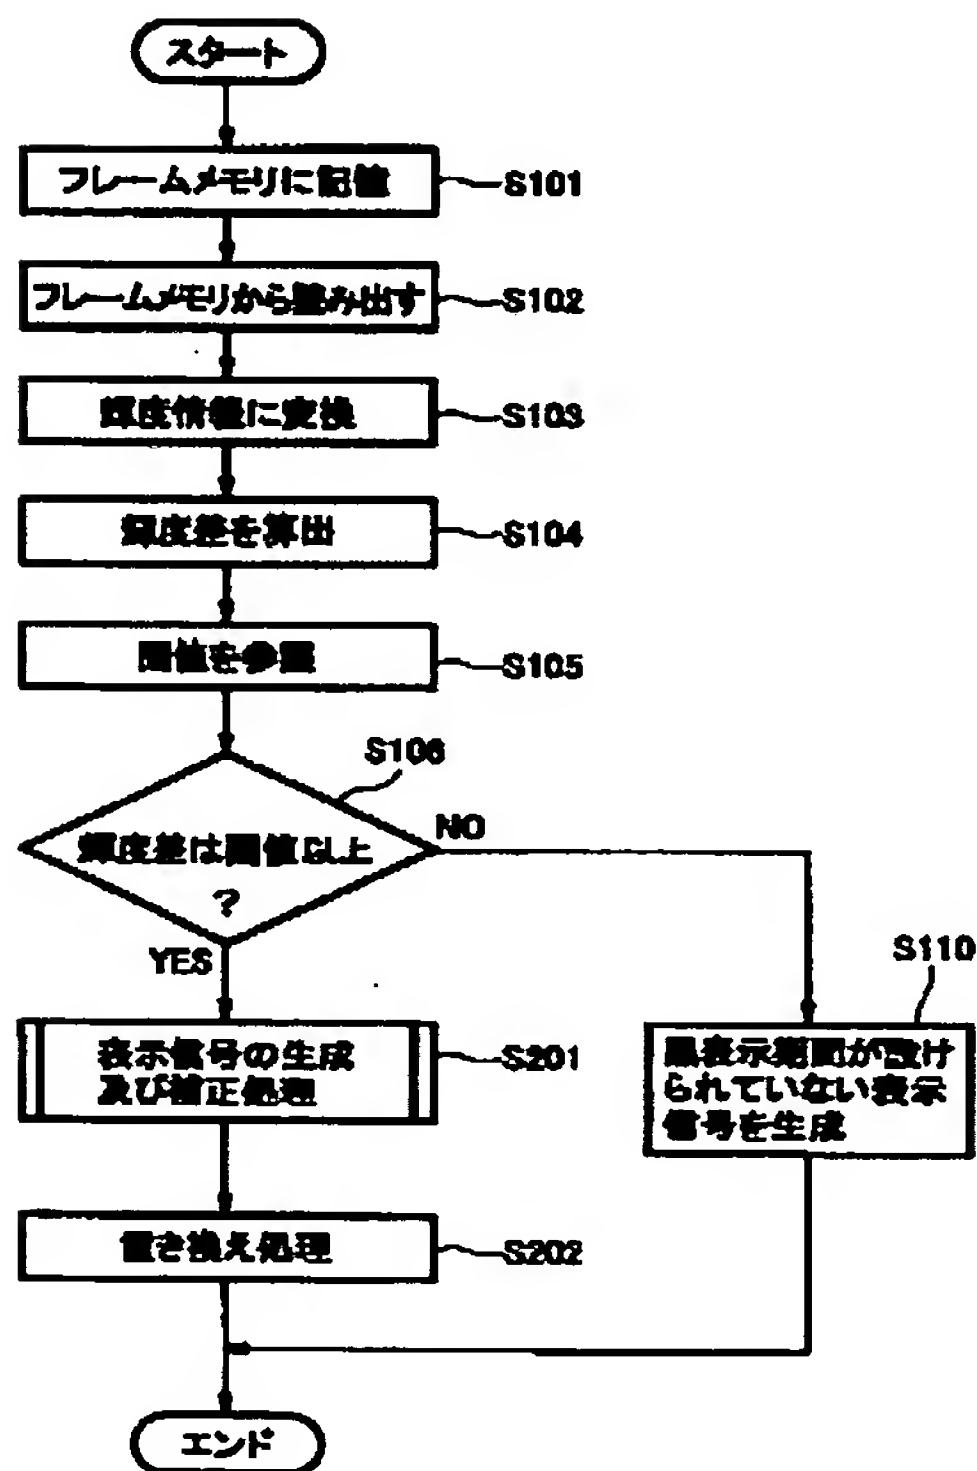 スタート
フレームメモリに記憶
S101
フレームメモリから読み出す
S102
輝度情報に変換
S103
輝度差を算出
S104
閾値を参照
S105
S106
輝度差は閾値以上
?
NO
YES
S110
表示信号の生成
及び補正処理
S201
黒表示期間が設け
られていない表示
信号を生成
置き換え処理
S202
エンド